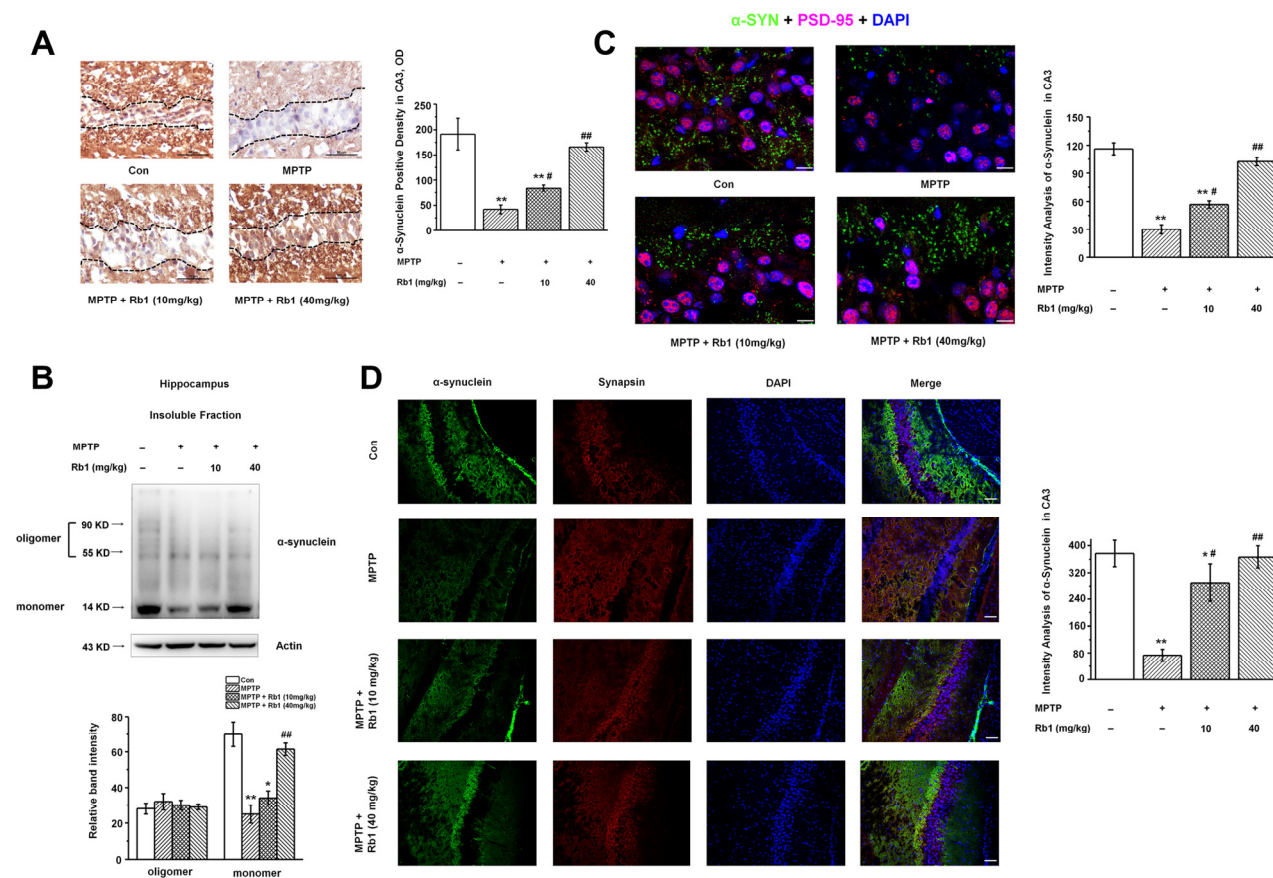 α-SYN + PSD-95 + DAPI
A
Con
MPTP
MPTP + Rb1 (10mg/kg)
MPTP + Rb1 (40mg/kg)
α-Synuclein Positive Density in CA3, OD
250
200
150
100
50
0
** 
** #
##
MPTP – + + +
Rb1 (mg/kg) – – 10 40
C
Con
MPTP
MPTP + Rb1 (10mg/kg)
MPTP + Rb1 (40mg/kg)
Intensity Analysis of α-Synuclein in CA3
150
120
90
60
30
0
**
** #
##
MPTP – + + +
Rb1 (mg/kg) – – 10 40
B
Hippocampus
Insoluble Fraction
MPTP – + + +
Rb1 (mg/kg) – – 10 40
oligomer
90 KD
55 KD
α-synuclein
monomer 14 KD
43 KD Actin
Con
MPTP
MPTP + Rb1 (10mg/kg)
MPTP + Rb1 (40mg/kg)
Relative band intensity
80
60
40
20
0
**
*
##
oligomer monomer
D
α-synuclein Synapsin DAPI Merge
Con
MPTP
MPTP +
Rb1 (10 mg/kg)
MPTP +
Rb1 (40 mg/kg)
Intensity Analysis of α-Synuclein in CA3
400
360
240
160
80
0
**
* #
##
MPTP – + + +
Rb1 (mg/kg) – – 10 40